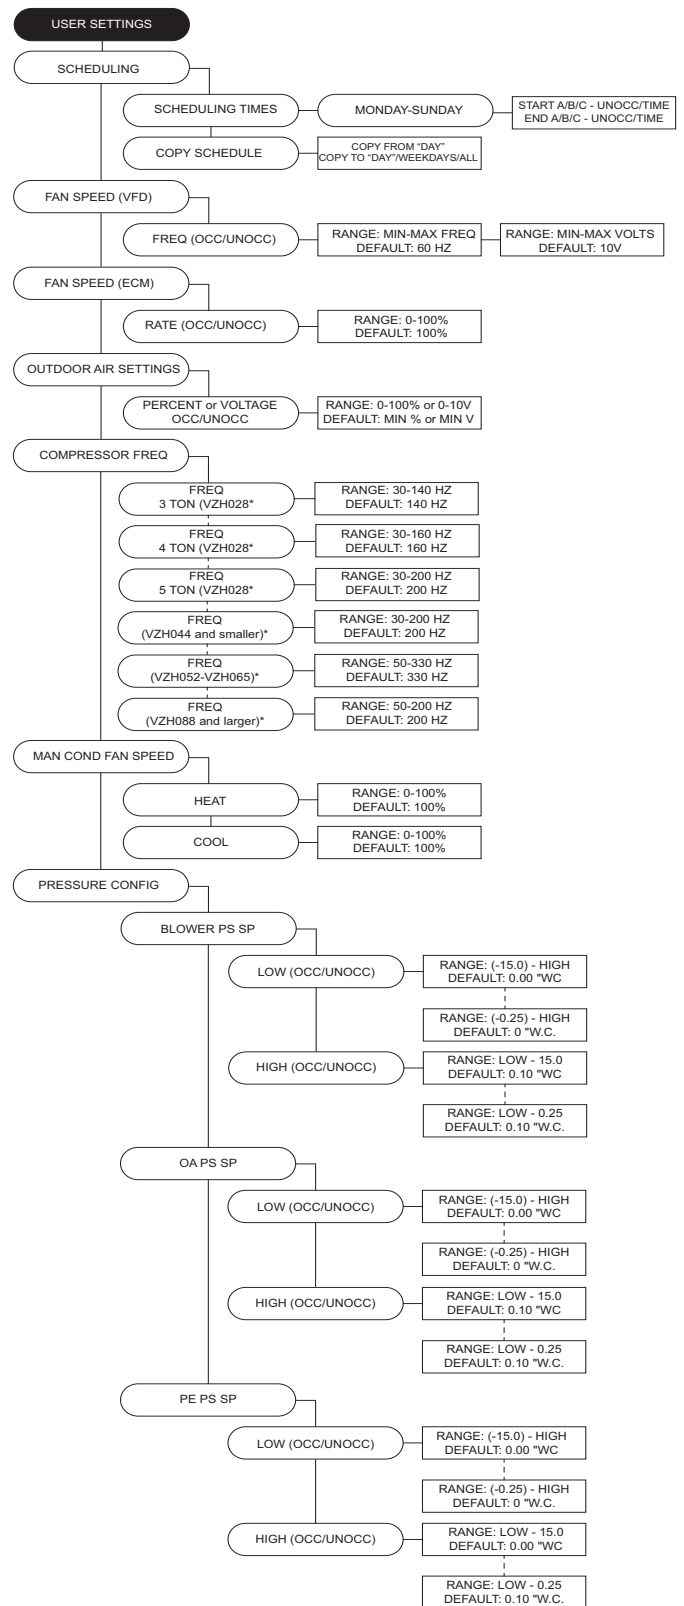 USER SETTINGS
SCHEDULING
SCHEDULING TIMES
MONDAY-SUNDAY
START A/B/C - UNOCC/TIME
END A/B/C - UNOCC/TIME
COPY SCHEDULE
COPY FROM “DAY”
COPY TO “DAY”/WEEKDAYS/ALL
FAN SPEED (VFD)
FREQ (OCC/UNOCC)
RANGE: MIN-MAX FREQ
DEFAULT: 60 HZ
RANGE: MIN-MAX VOLTS
DEFAULT: 10V
FAN SPEED (ECM)
RATE (OCC/UNOCC)
RANGE: 0-100%
DEFAULT: 100%
OUTDOOR AIR SETTINGS
PERCENT or VOLTAGE
OCC/UNOCC
RANGE: 0-100% or 0-10V
DEFAULT: MIN % or MIN V
COMPRESSOR FREQ
FREQ
3 TON (VZH028*
RANGE: 30-140 HZ
DEFAULT: 140 HZ
FREQ
4 TON (VZH028*
RANGE: 30-160 HZ
DEFAULT: 160 HZ
FREQ
5 TON (VZH028*
RANGE: 30-200 HZ
DEFAULT: 200 HZ
FREQ
(VZH044 and smaller)*
RANGE: 30-200 HZ
DEFAULT: 200 HZ
FREQ
(VZH052-VZH065)*
RANGE: 50-330 HZ
DEFAULT: 330 HZ
FREQ
(VZH088 and larger)*
RANGE: 50-200 HZ
DEFAULT: 200 HZ
MAN COND FAN SPEED
HEAT
RANGE: 0-100%
DEFAULT: 100%
COOL
RANGE: 0-100%
DEFAULT: 100%
PRESSURE CONFIG
BLOWER PS SP
LOW (OCC/UNOCC)
RANGE: (-15.0) - HIGH
DEFAULT: 0.00 "WC
RANGE: (-0.25) - HIGH
DEFAULT: 0 "W.C.
HIGH (OCC/UNOCC)
RANGE: LOW - 15.0
DEFAULT: 0.10 "WC
RANGE: LOW - 0.25
DEFAULT: 0.10 "W.C.
OA PS SP
LOW (OCC/UNOCC)
RANGE: (-15.0) - HIGH
DEFAULT: 0.00 "WC
RANGE: (-0.25) - HIGH
DEFAULT: 0 "W.C.
HIGH (OCC/UNOCC)
RANGE: LOW - 15.0
DEFAULT: 0.10 "WC
RANGE: LOW - 0.25
DEFAULT: 0.10 "W.C.
PE PS SP
LOW (OCC/UNOCC)
RANGE: (-15.0) - HIGH
DEFAULT: 0.00 "WC
RANGE: (-0.25) - HIGH
DEFAULT: 0 "W.C.
HIGH (OCC/UNOCC)
RANGE: LOW - 15.0
DEFAULT: 0.00 "WC
RANGE: LOW - 0.25
DEFAULT: 0.10 "W.C.